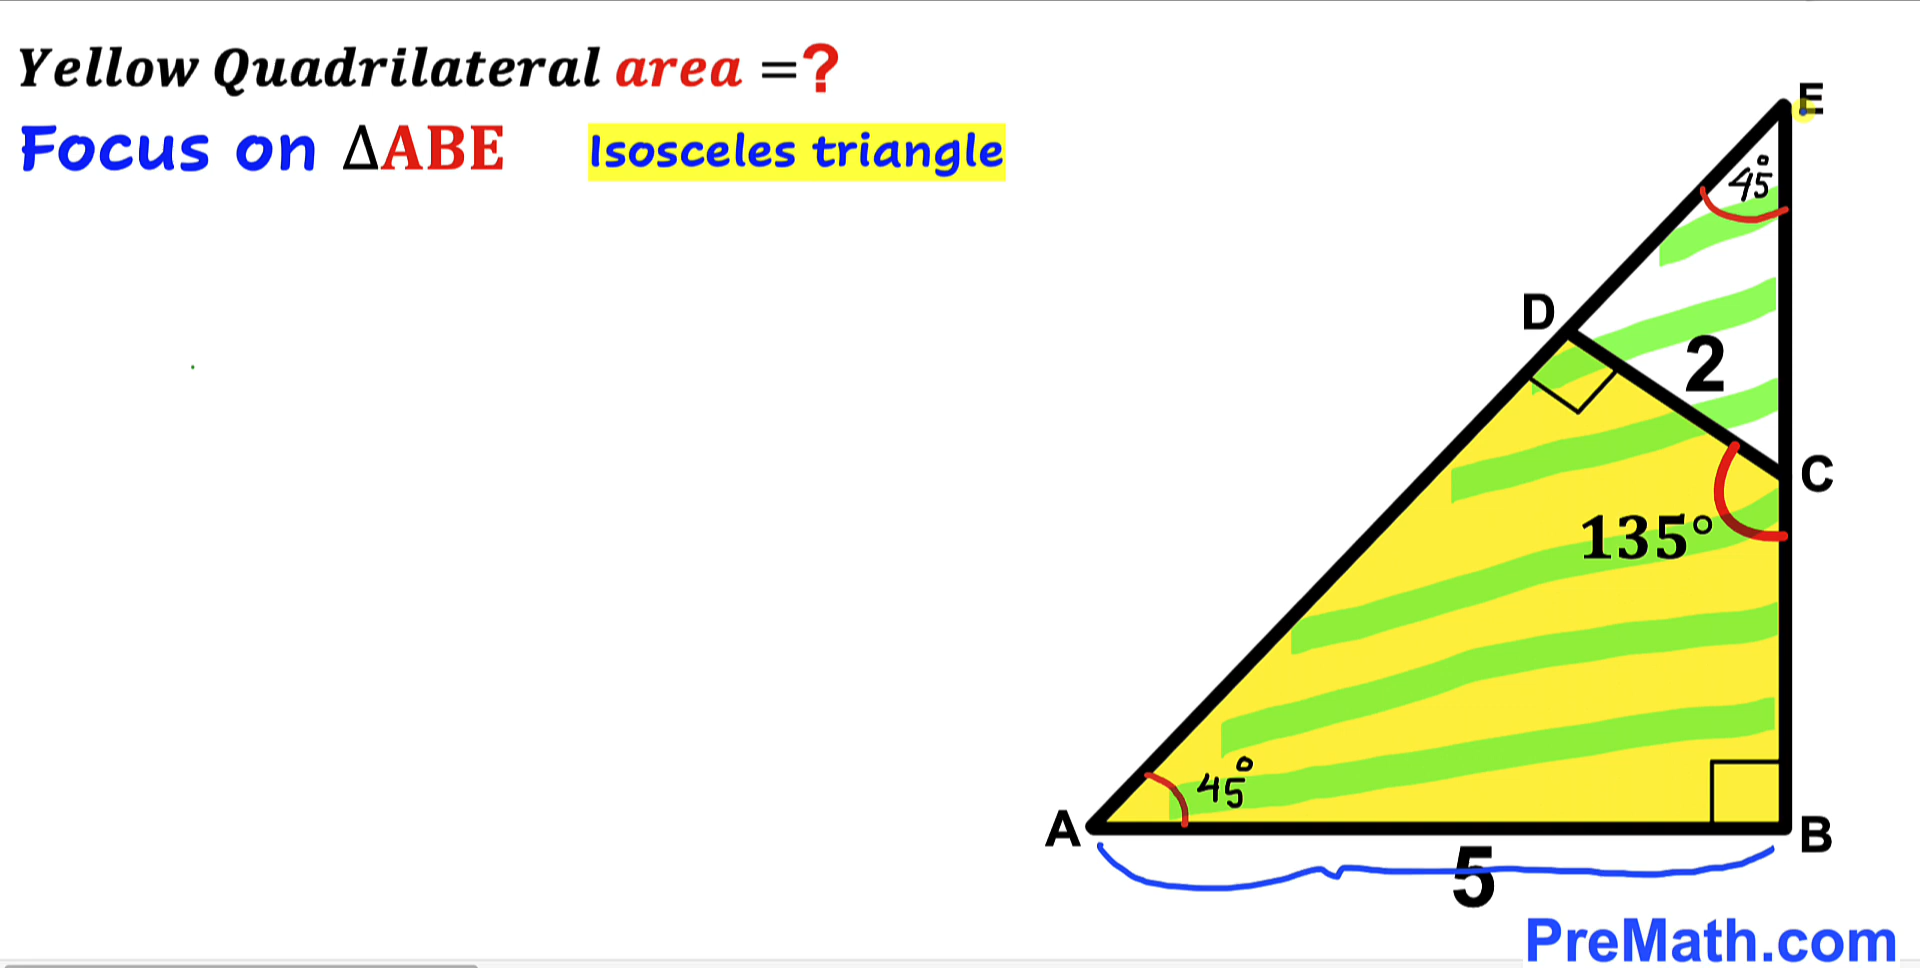 Yellow Quadrilateral area =?
Focus on ΔABE Isosceles triangle
E
45°
D
2
C
135°
45°
A
B
5
PreMath.com